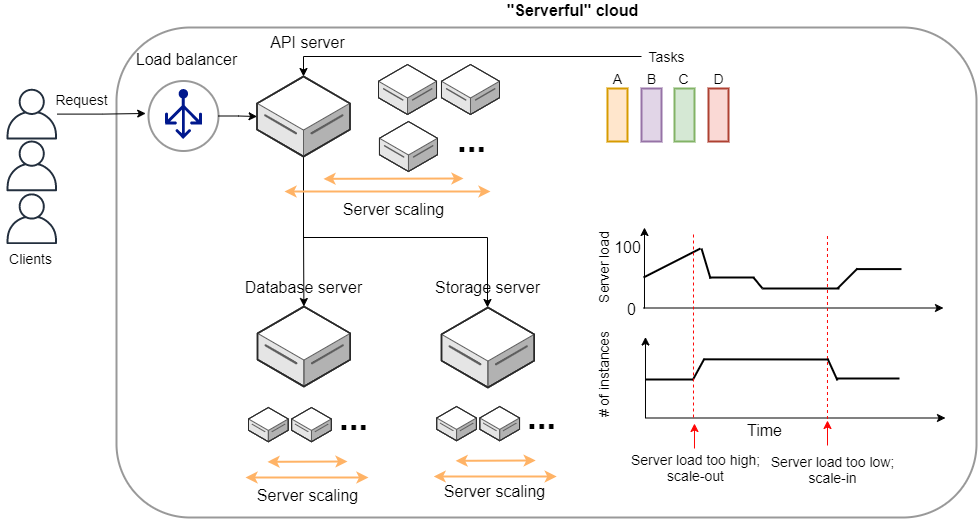 "Serverful" cloud
API server
Load balancer
Tasks
A B C D
Request
Clients
...
Server scaling
Database server
Storage server
...
...
Server scaling
Server scaling
Server load
100
0
# of instances
Time
Server load too high;
scale-out
Server load too low;
scale-in